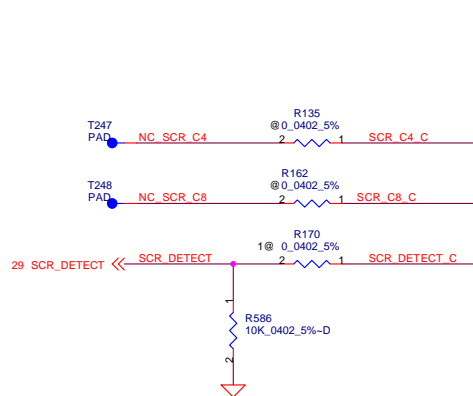 R135
T247
@0_0402_5%
PAD
NC_SCR_C4
2
1
SCR_C4_C
R162
T248
@0_0402_5%
PAD
NC_SCR_C8
2
1
SCR_C8_C
R170
1@ 0_0402_5%
29 SCR_DETECT
SCR_DETECT
2
1
SCR_DETECT_C
1
R586
10K_0402_5%~D
2